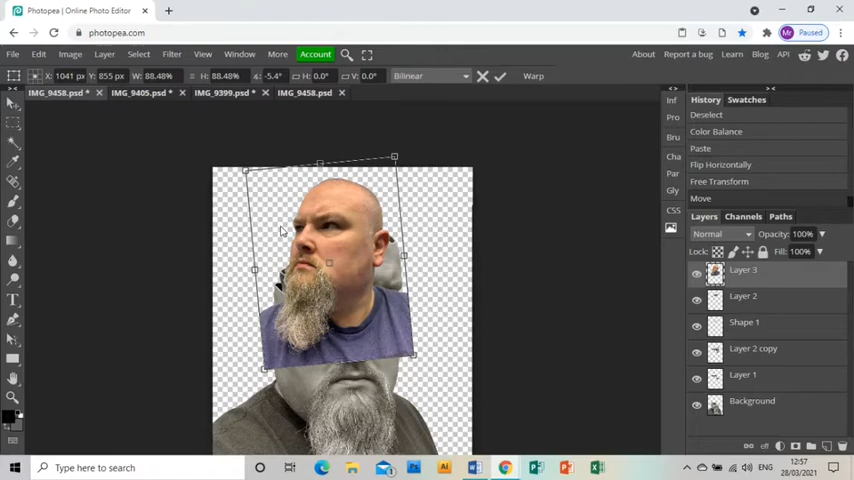 Photopea | Online Photo Editor
photopea.com
Mr Paused
File Edit Image Layer Select Filter View Window More Account
About Report a bug Learn Blog API
X: 1041 px Y: 855 px W: 88.48% H: 88.48% -5.4° H: 0.0° V: 0.0° Bilinear Warp
IMG_9458.psd * IMG_9405.psd * IMG_9399.psd * IMG_9458.psd
Inf
Pro
Bru
Cha
Par
Gly
CSS
History Swatches
Deselect
Color Balance
Paste
Flip Horizontally
Free Transform
Move
Layers Channels Paths
Normal Opacity: 100%
Lock: Fill: 100%
Layer 3
Layer 2
Shape 1
Layer 2 copy
Layer 1
Background
Type here to search
ENG
12:57
28/03/2021